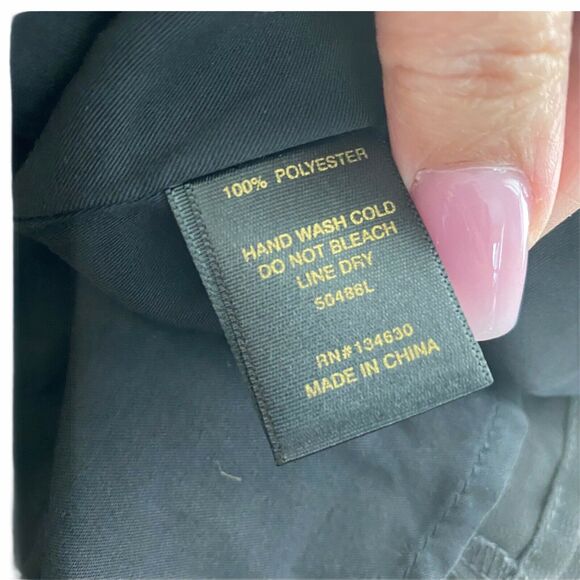 100% POLYESTER
HAND WASH COLD
DO NOT BLEACH
LINE DRY
50486L
RN#134630
MADE IN CHINA